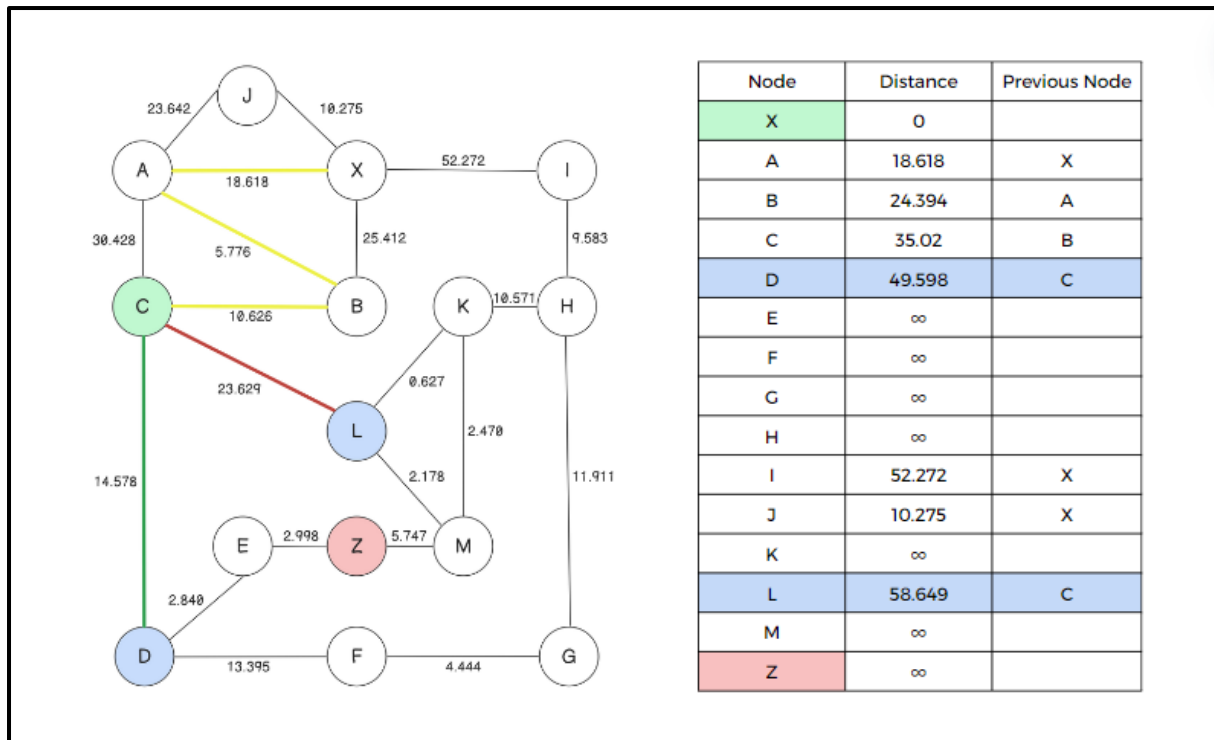 J
23.642
10.275
A
X
52.272
I
18.618
30.428
5.776
25.412
9.583
C
B
K
10.571
H
10.626
23.629
0.627
L
2.470
14.578
2.178
11.911
E
2.998
Z
5.747
M
2.840
D
13.395
F
4.444
G
Node Distance Previous Node
X 0
A 18.618 X
B 24.394 A
C 35.02 B
D 49.598 C
E ∞
F ∞
G ∞
H ∞
I 52.272 X
J 10.275 X
K ∞
L 58.649 C
M ∞
Z ∞